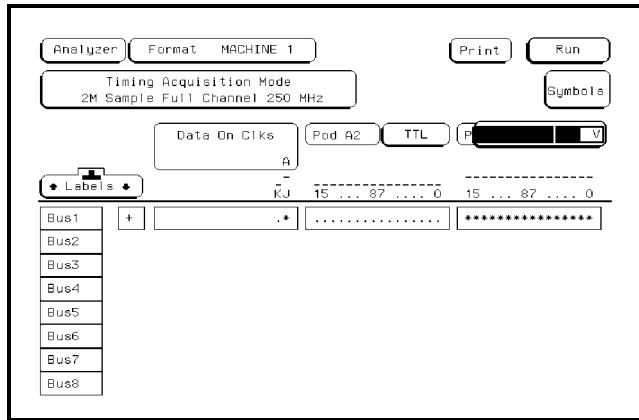 Analyzer Format MACHINE 1 Print Run
Timing Acquisition Mode
2M Sample Full Channel 250 MHz
Symbols
Data On Clks Pod A2 TTL P V
A
Labels
KJ 15 ... 87 .... 0 15 ... 87 .... 0
Bus1 + .* ................ ****************
Bus2
Bus3
Bus4
Bus5
Bus6
Bus7
Bus8